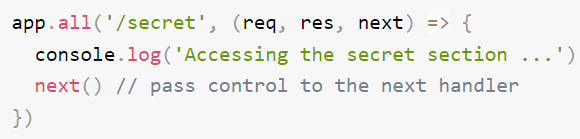 app.all('/secret', (req, res, next) => {
  console.log('Accessing the secret section ...')
  next() // pass control to the next handler
})